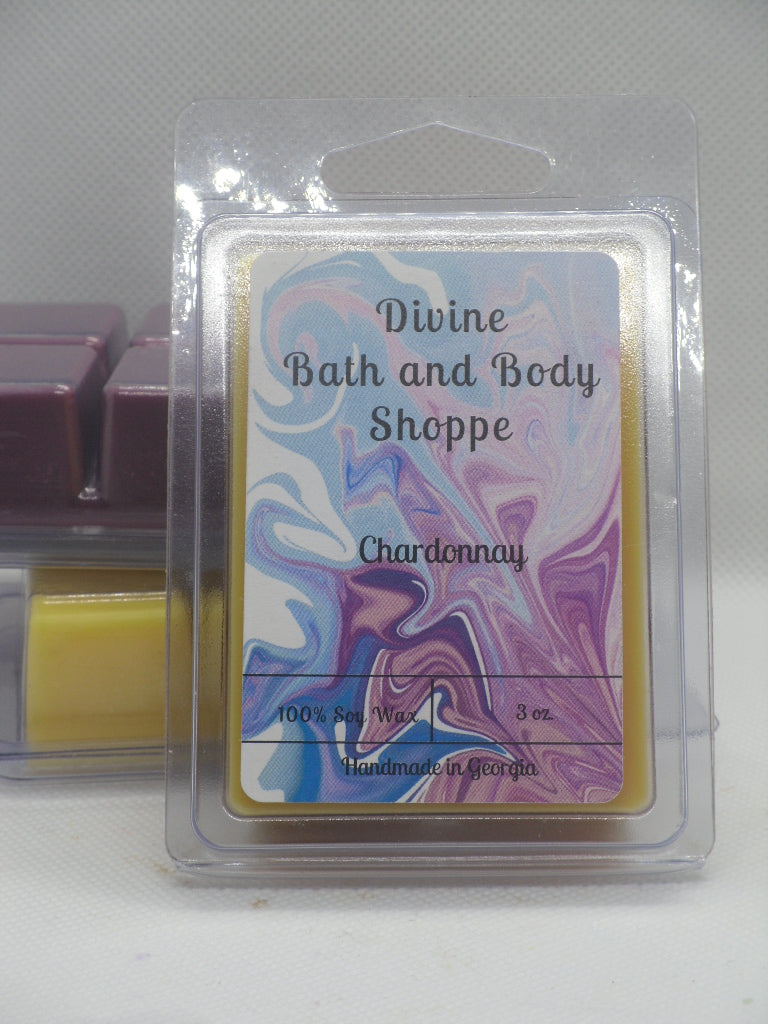 Divine
Bath and Body
Shoppe
Chardonnay
100% Soy Wax
3 oz.
Handmade in Georgia